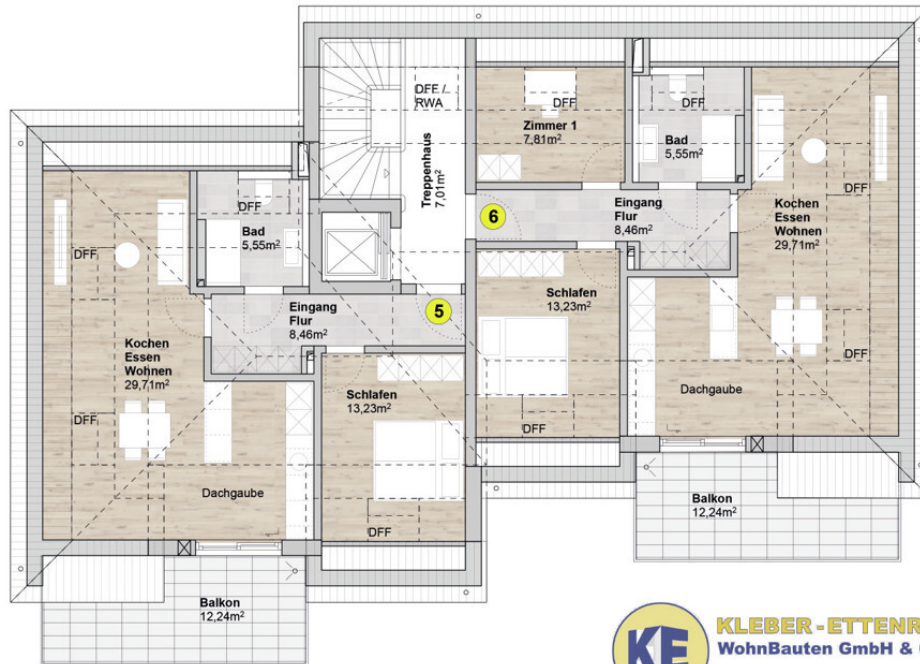 DFF /
RWA
Treppenhaus
7,01m²
DFF
Zimmer 1
7,81m²
DFF
Bad
5,55m²
6
Eingang
Flur
8,46m²
DFF
Kochen
Essen
Wohnen
29,71m²
DFF
Bad
5,55m²
DFF
Schlafen
13,23m²
5
Eingang
Flur
8,46m²
Kochen
Essen
Wohnen
29,71m²
DFF
Schlafen
13,23m²
DFF
Dachgaube
DFF
DFF
Dachgaube
DFF
Balkon
12,24m²
Balkon
12,24m²
KE
KLEBER-ETTENR
WohnBauten GmbH &